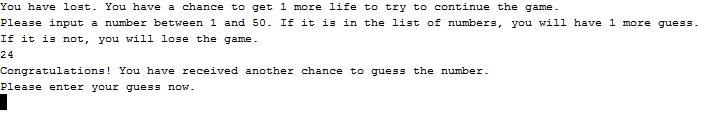 You have lost. You have a chance to get 1 more life to try to continue the game.
Please input a number between 1 and 50. If it is in the list of numbers, you will have 1 more guess.
If it is not, you will lose the game.
24
Congratulations! You have received another chance to guess the number.
Please enter your guess now.